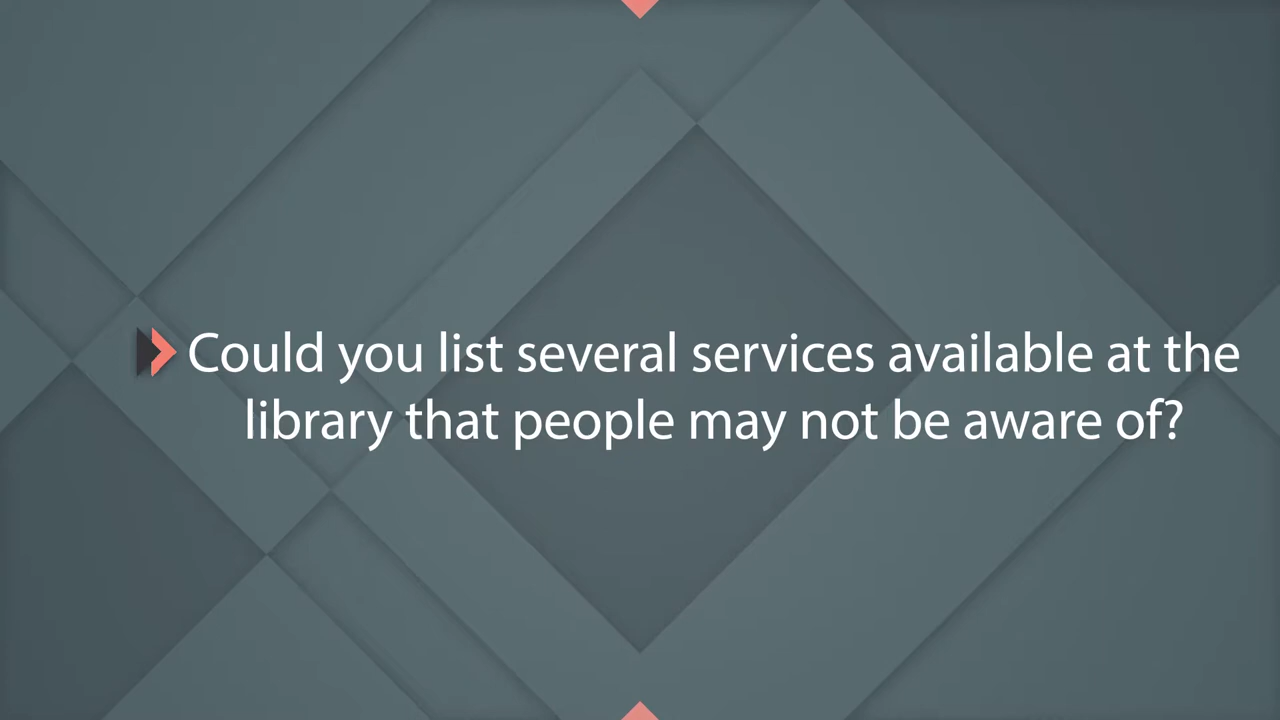 Could you list several services available at the
library that people may not be aware of?